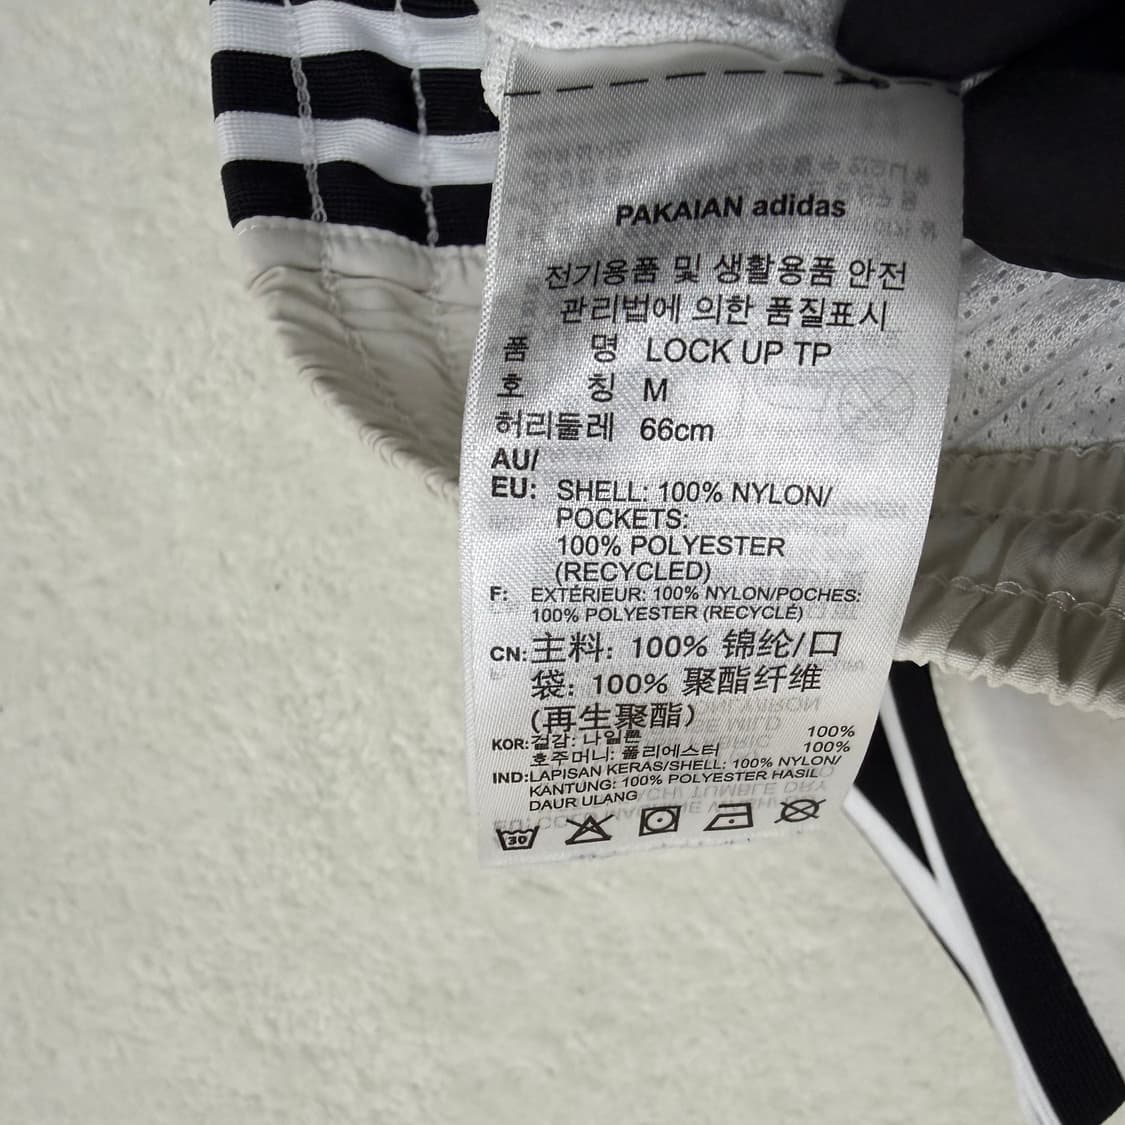 PAKAIAN adidas
전기용품 및 생활용품 안전
관리법에 의한 품질표시
품 명 LOCK UP TP
호 칭 M
허리둘레 66cm
AU/
EU: SHELL: 100% NYLON/
POCKETS:
100% POLYESTER
(RECYCLED)
F: EXTÉRIEUR: 100% NYLON/POCHES:
100% POLYESTER (RECYCLÉ)
CN: 主料: 100% 锦纶/口
袋: 100% 聚酯纤维
(再生聚酯)
KOR: 겉감: 나일론 100%
호주머니: 폴리에스터 100%
IND: LAPISAN KERAS/SHELL: 100% NYLON/
KANTUNG: 100% POLYESTER HASIL
DAUR ULANG
30